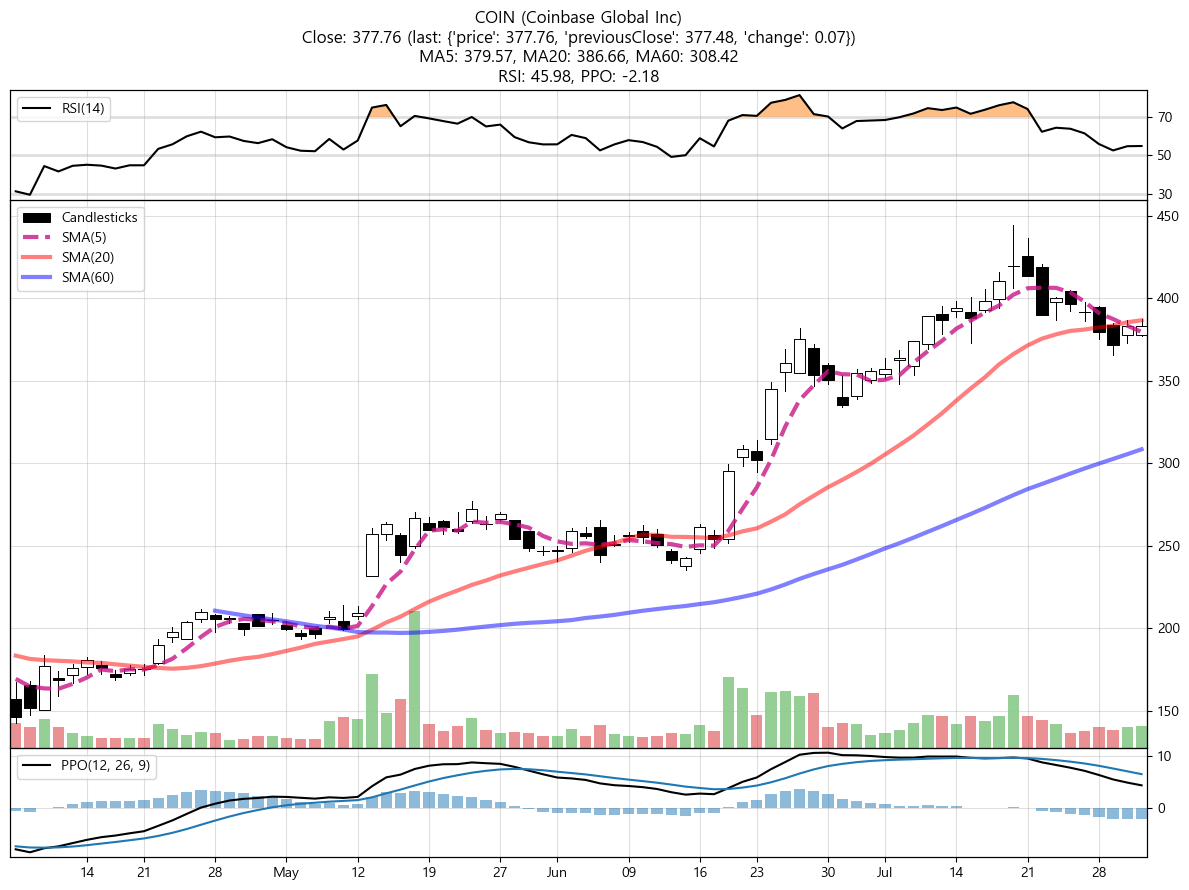 COIN (Coinbase Global Inc)
Close: 377.76 (last: {'price': 377.76, 'previousClose': 377.48, 'change': 0.07})
MA5: 379.57, MA20: 386.66, MA60: 308.42
RSI: 45.98, PPO: -2.18
RSI(14)
70
50
30
Candlesticks
SMA(5)
SMA(20)
SMA(60)
450
400
350
300
250
200
150
PPO(12, 26, 9)
10
0
14 21 28 May 12 19 27 Jun 09 16 23 30 Jul 14 21 28